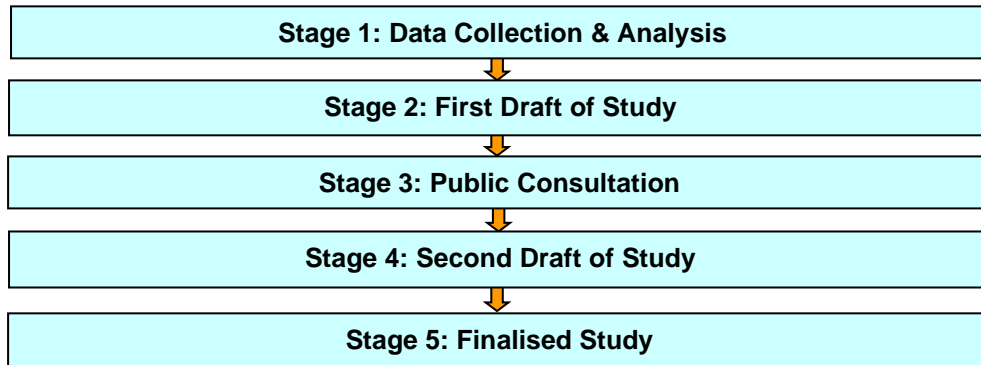 Stage 1: Data Collection & Analysis
Stage 2: First Draft of Study
Stage 3: Public Consultation
Stage 4: Second Draft of Study
Stage 5: Finalised Study